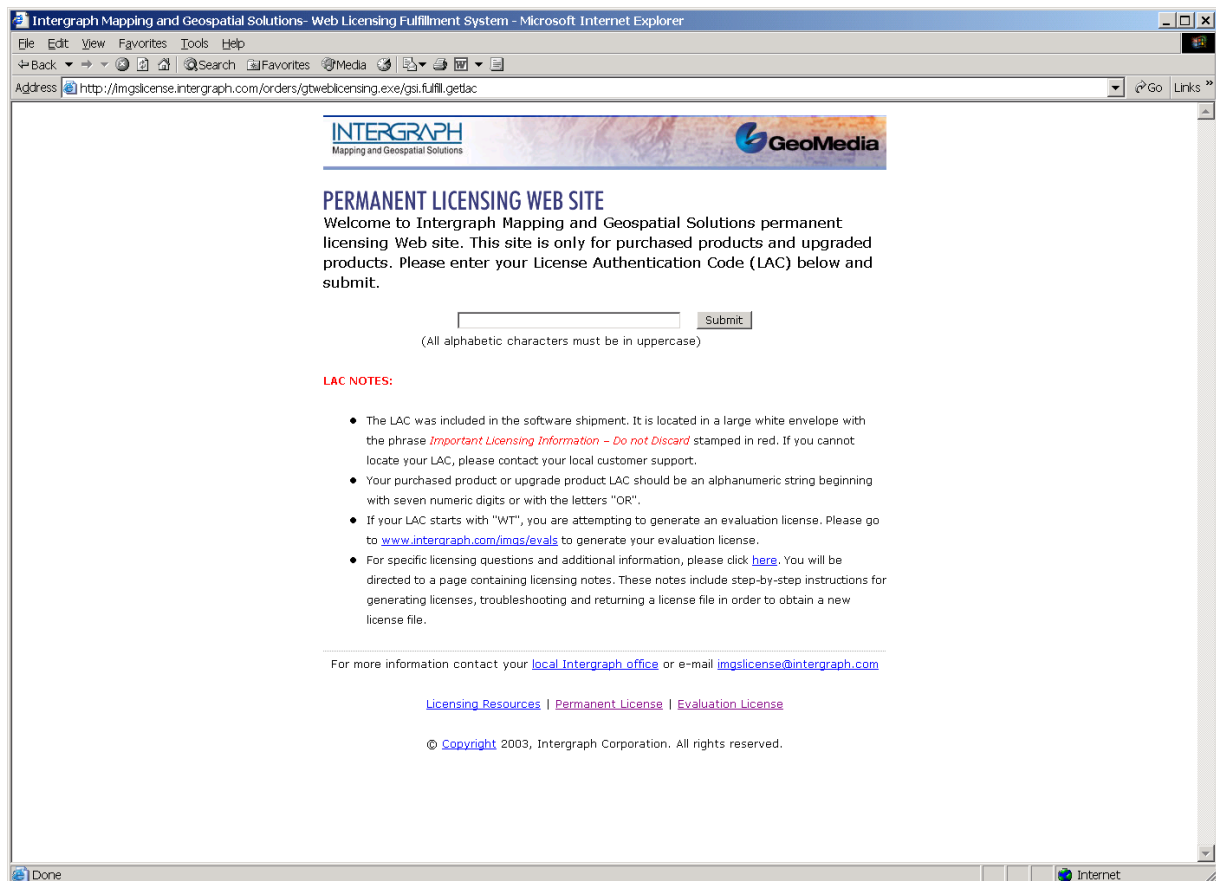 Intergraph Mapping and Geospatial Solutions- Web Licensing Fulfillment System - Microsoft Internet Explorer
File Edit View Favorites Tools Help
Back Search Favorites Media
Address http://imgslicense.intergraph.com/orders/gtweblicensing.exe/gsi.fulfill.getlac Go Links »
INTERGRAPH
Mapping and Geospatial Solutions
GeoMedia
PERMANENT LICENSING WEB SITE
Welcome to Intergraph Mapping and Geospatial Solutions permanent
licensing Web site. This site is only for purchased products and upgraded
products. Please enter your License Authentication Code (LAC) below and
submit.
Submit
(All alphabetic characters must be in uppercase)
LAC NOTES:
• The LAC was included in the software shipment. It is located in a large white envelope with
the phrase Important Licensing Information – Do not Discard stamped in red. If you cannot
locate your LAC, please contact your local customer support.
• Your purchased product or upgrade product LAC should be an alphanumeric string beginning
with seven numeric digits or with the letters "OR".
• If your LAC starts with "WT", you are attempting to generate an evaluation license. Please go
to www.intergraph.com/imgs/evals to generate your evaluation license.
• For specific licensing questions and additional information, please click here. You will be
directed to a page containing licensing notes. These notes include step-by-step instructions for
generating licenses, troubleshooting and returning a license file in order to obtain a new
license file.
For more information contact your local Intergraph office or e-mail imgslicense@intergraph.com
Licensing Resources | Permanent License | Evaluation License
© Copyright 2003, Intergraph Corporation. All rights reserved.
Done
Internet